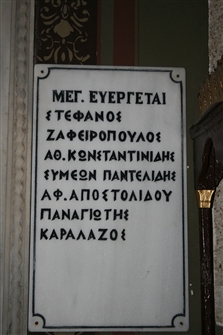 ΜΕΓ. ΕΥΕΡΓΕΤΑΙ
ΣΤΕΦΑΝΟΣ
ΖΑΦΕΙΡΟΠΟΥΛΟΣ
ΑΘ. ΚΩΝΣΤΑΝΤΙΝΙΔΗΣ
ΣΥΜΕΩΝ ΠΑΝΤΕΛΙΔΗΣ
ΑΦ. ΑΠΟΣΤΟΛΙΔΟΥ
ΠΑΝΑΓΙΩΤΗΣ
ΚΑΡΑΛΑΖΟΣ